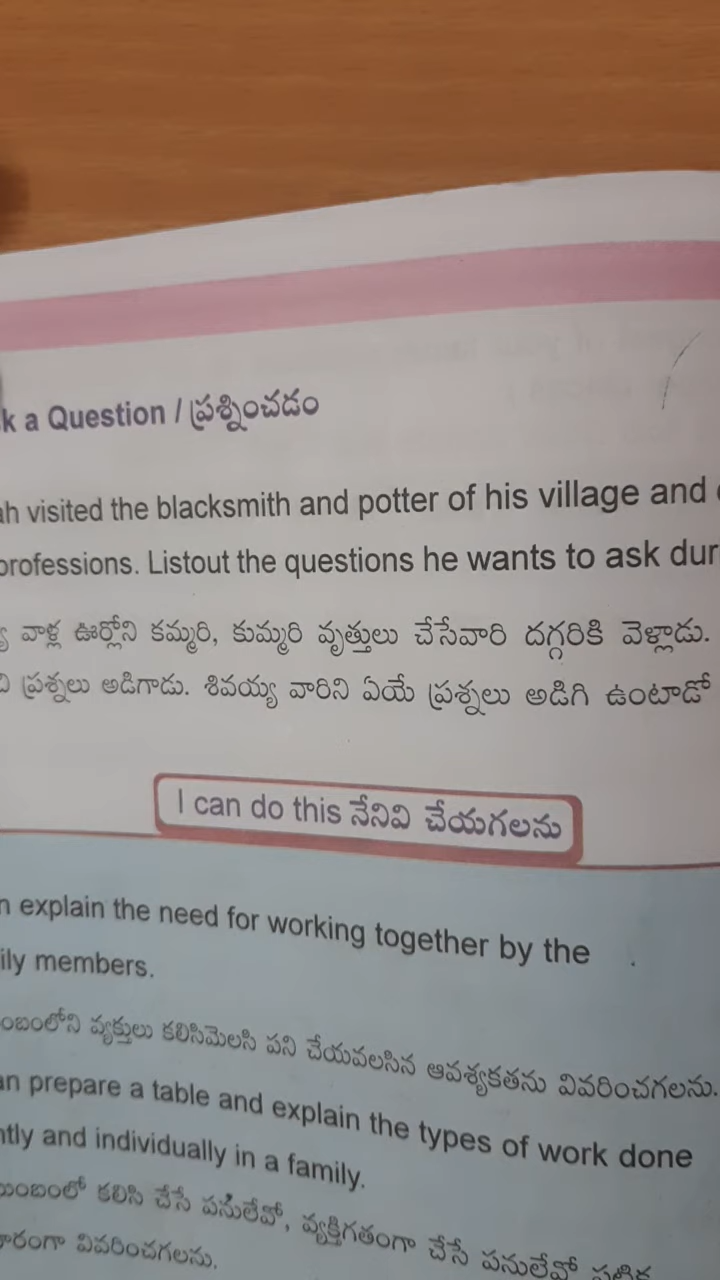 a Question / ప్రశ్నించడం
visited the blacksmith and potter of his village and
professions. Listout the questions he wants to ask
వాళ్ల ఊర్లోని కమ్మరి, కుమ్మరి వృత్తులు చేసేవారి దగ్గరికి వెళ్లాడు.
ప్రశ్నలు అడిగాడు. శివయ్య వారిని ఏయే ప్రశ్నలు అడిగి ఉంటాడో
I can do this నేనివి చేయగలను
explain the need for working together by the
members.
వ్యక్తులు కలిసిమెలసి పని చేయవలసిన ఆవశ్యకతను వివరించగలను.
prepare a table and explain the types of work done
and individually in a family.
కలిసి చేసే పనులేవో, వ్యక్తిగతంగా చేసే పనులేవో
వివరించగలను.